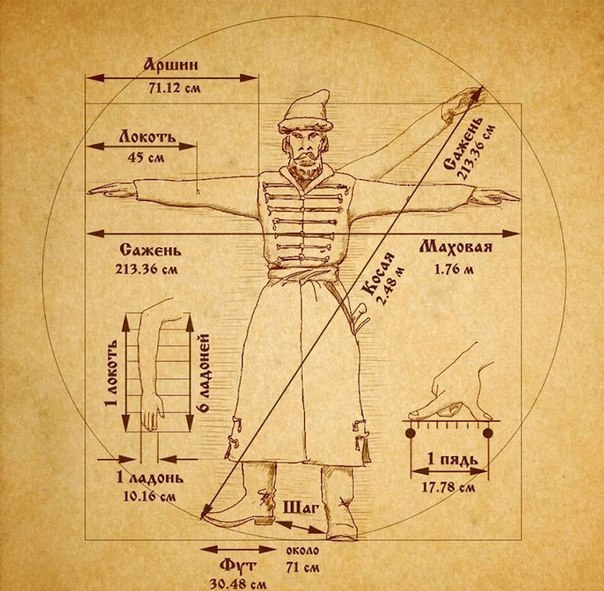 Аршин
71.12 см
Локоть
45 см
Сажень
213.36 см
Сажень
213.36 см
Маховая
1.76 м
Косая
2.48 м
1 локоть
6 ладоней
1 ладонь
10.16 см
1 пядь
17.78 см
Шаг
около
71 см
Фут
30.48 см